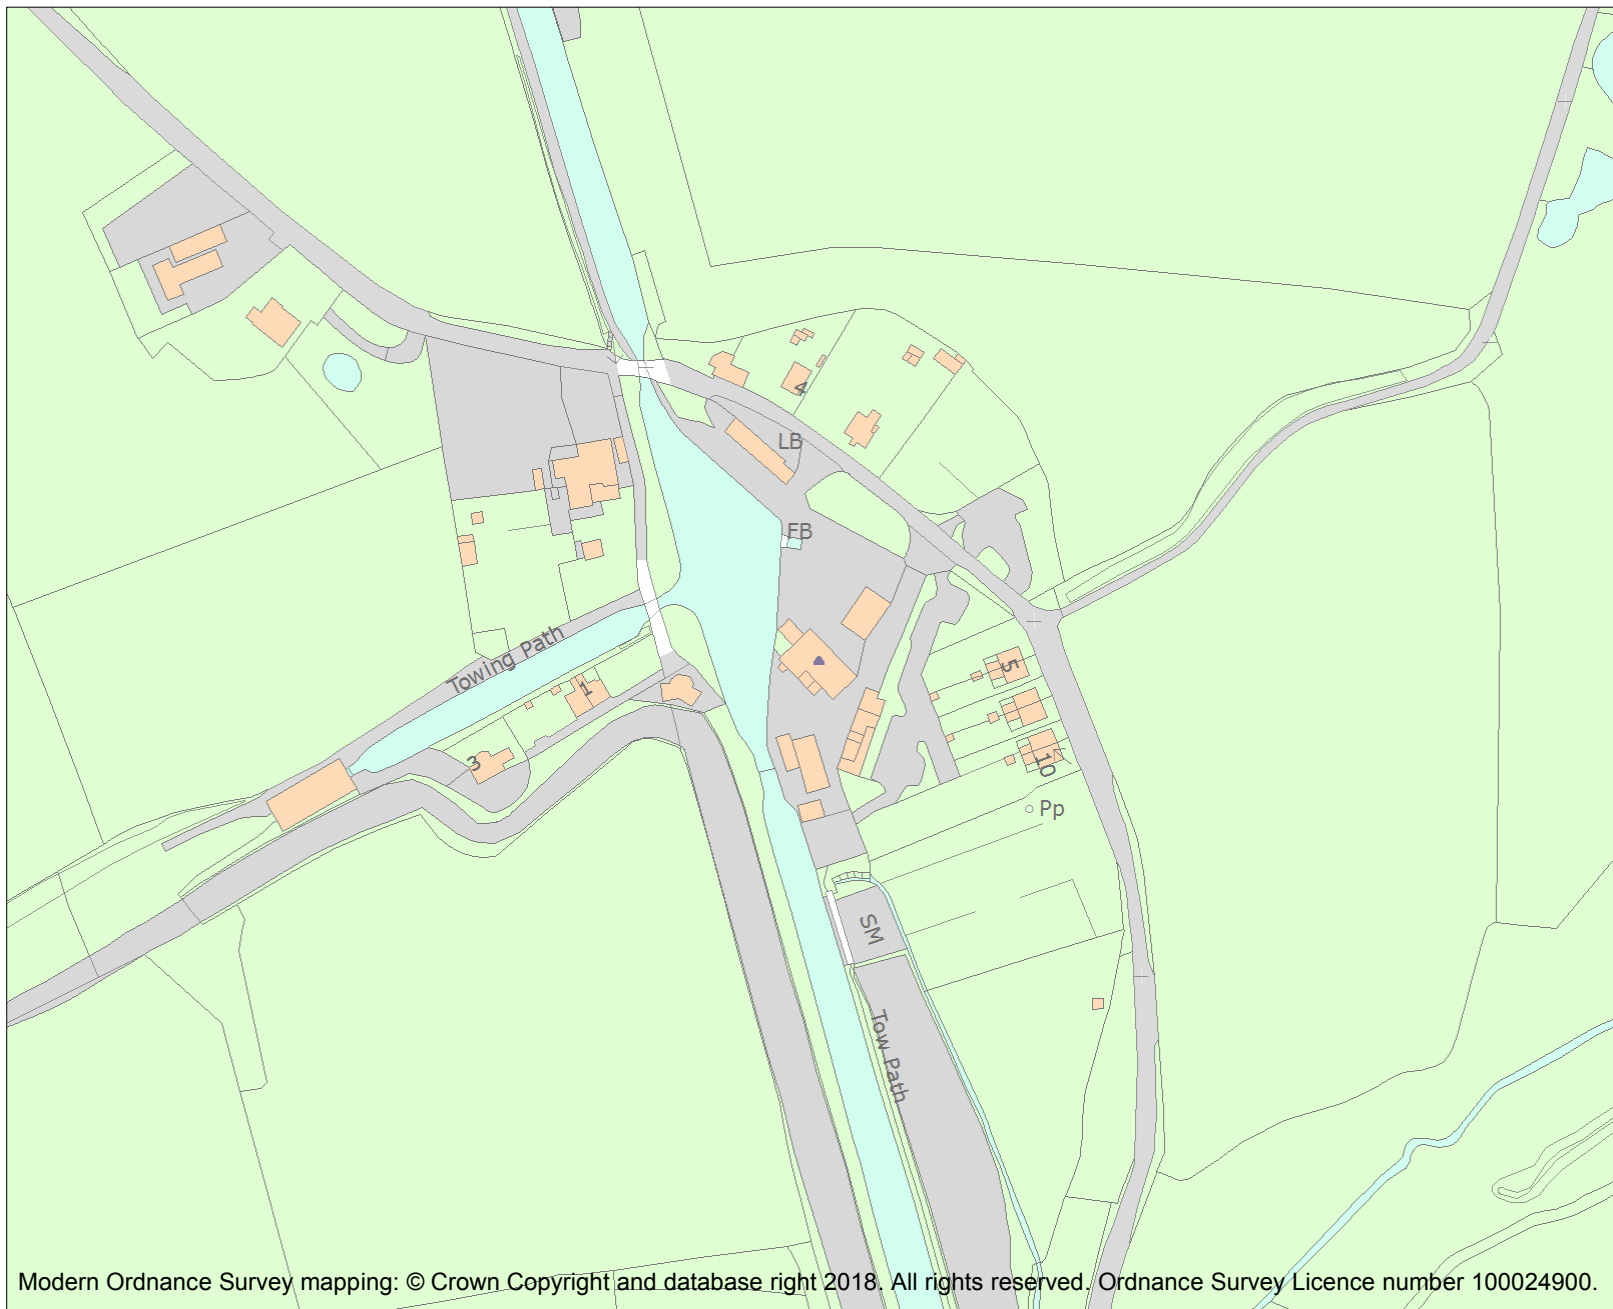 4
LB
FB
Towing Path
1
5
3
10
Pp
SM
Tow Path
Modern Ordnance Survey mapping: © Crown Copyright and database right 2018. All rights reserved. Ordnance Survey Licence number 100024900.